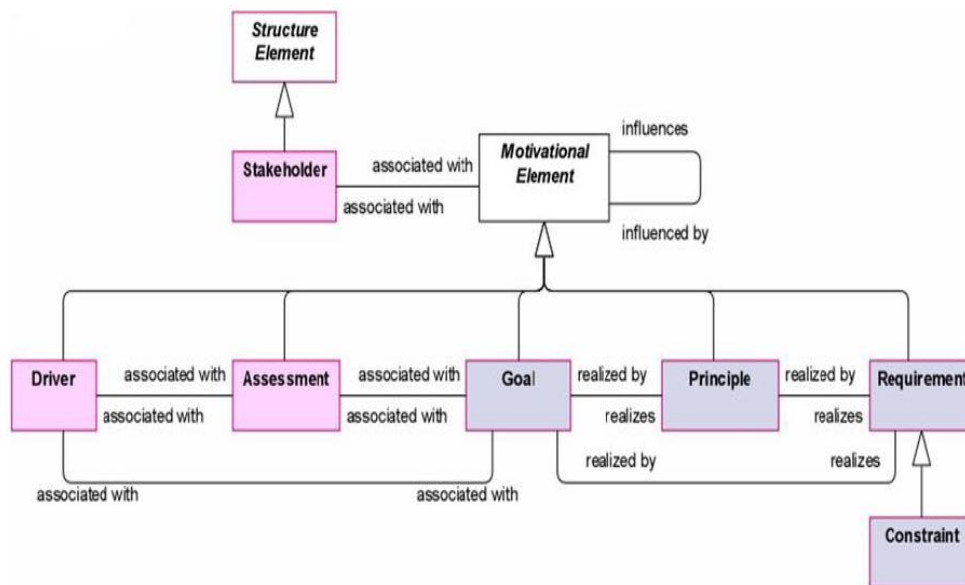 Structure
Element
Stakeholder
associated with
associated with
Motivational
Element
influences
influenced by
Driver
associated with
associated with
Assessment
associated with
associated with
Goal
realized by
realizes
Principle
realized by
realizes
Requirement
associated with
associated with
realized by
realizes
Constraint